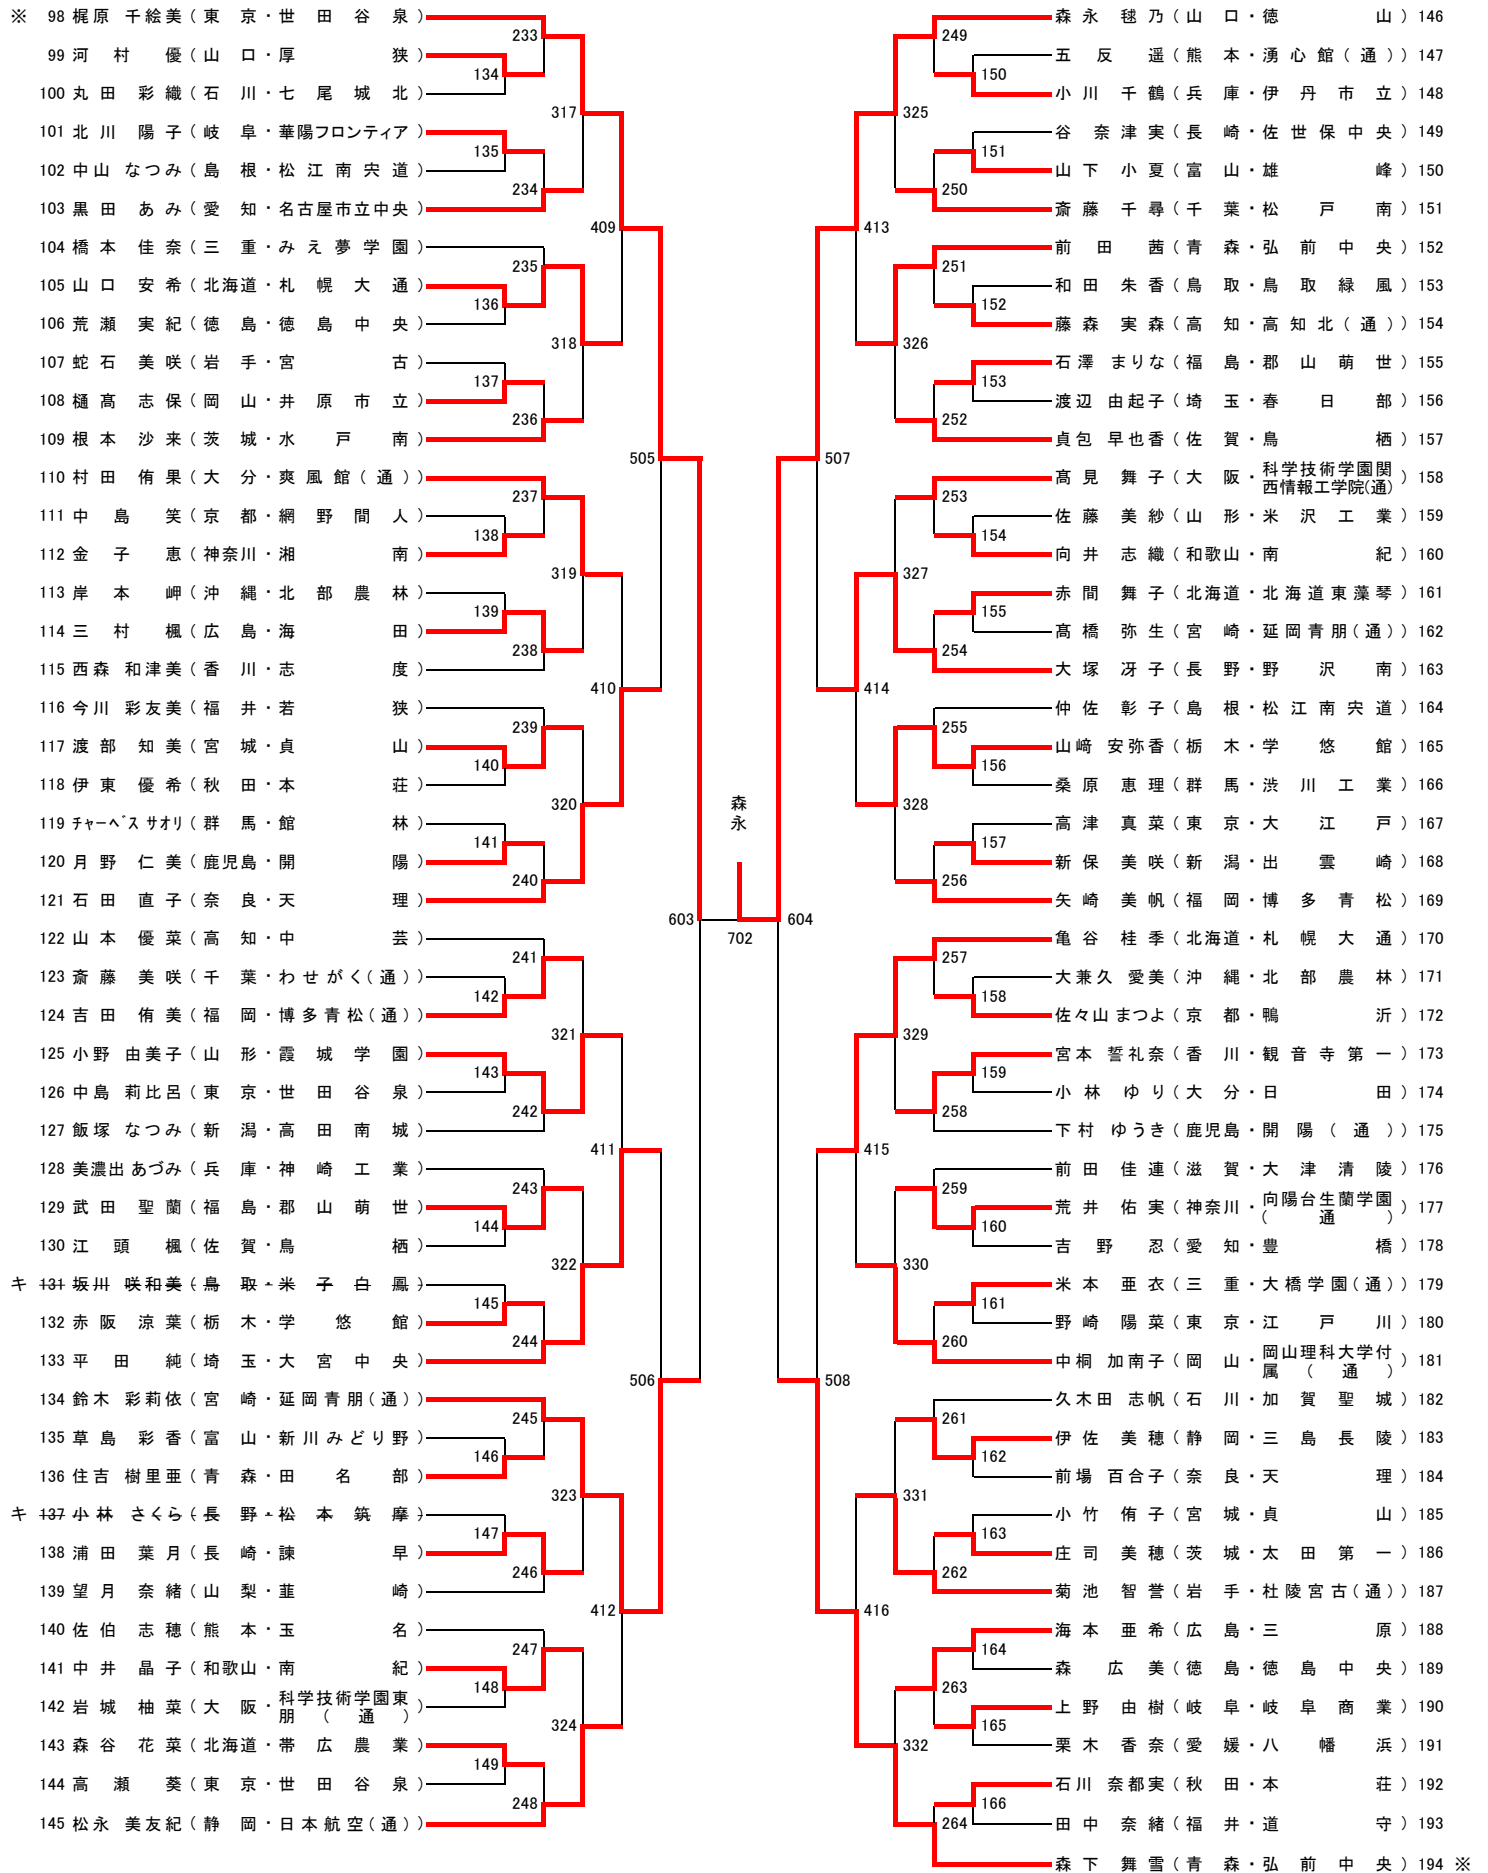 ※ 98 梶原 千絵美 ( 東 京 ・ 世 田 谷 泉 )
99 河 村 優 ( 山 口 ・ 厚 狭 )
100 丸 田 彩 織 ( 石 川 ・ 七 尾 城 北 )
101 北 川 陽 子 ( 岐 阜 ・ 華陽フロンティア )
102 中山 なつみ ( 島 根 ・ 松 江 南 宍 道 )
103 黒 田 あ み ( 愛 知 ・ 名古屋市立中央 )
104 橋 本 佳 奈 ( 三 重 ・ み え 夢 学 園 )
105 山 口 安 希 ( 北海道 ・ 札 幌 大 通 )
106 荒 瀬 実 紀 ( 徳 島 ・ 徳 島 中 央 )
107 蛇 石 美 咲 ( 岩 手 ・ 宮 古 )
108 樋 髙 志 保 ( 岡 山 ・ 井 原 市 立 )
109 根 本 沙 来 ( 茨 城 ・ 水 戸 南 )
110 村 田 侑 果 ( 大 分 ・ 爽 風 館 ( 通 ) )
111 中 島 笑 ( 京 都 ・ 網 野 間 人 )
112 金 子 恵 ( 神奈川 ・ 湘 南 )
113 岸 本 岬 ( 沖 縄 ・ 北 部 農 林 )
114 三 村 楓 ( 広 島 ・ 海 田 )
115 西森 和津美 ( 香 川 ・ 志 度 )
116 今川 彩友美 ( 福 井 ・ 若 狭 )
117 渡 部 知 美 ( 宮 城 ・ 貞 山 )
118 伊 東 優 希 ( 秋 田 ・ 本 荘 )
119 チャーベス サオリ ( 群 馬 ・ 館 林 )
120 月 野 仁 美 ( 鹿児島 ・ 開 陽 )
121 石 田 直 子 ( 奈 良 ・ 天 理 )
122 山 本 優 菜 ( 高 知 ・ 中 芸 )
123 斎 藤 美 咲 ( 千 葉 ・ わ せ が く ( 通 ) )
124 吉 田 侑 美 ( 福 岡 ・ 博 多 青 松 ( 通 ) )
125 小野 由美子 ( 山 形 ・ 霞 城 学 園 )
126 中島 莉比呂 ( 東 京 ・ 世 田 谷 泉 )
127 飯塚 なつみ ( 新 潟 ・ 高 田 南 城 )
128 美濃出 あづみ ( 兵 庫 ・ 神 崎 工 業 )
129 武 田 聖 蘭 ( 福 島 ・ 郡 山 萌 世 )
130 江 頭 楓 ( 佐 賀 ・ 鳥 栖 )
キ 131 坂川 咲和美 ( 鳥 取 ・ 米 子 白 鳳 )
132 赤 阪 涼 葉 ( 栃 木 ・ 学 悠 館 )
133 平 田 純 ( 埼 玉 ・ 大 宮 中 央 )
134 鈴木 彩莉依 ( 宮 崎 ・ 延 岡 青 朋 ( 通 ) )
135 草 島 彩 香 ( 富 山 ・ 新 川 み ど り 野 )
136 住吉 樹里亜 ( 青 森 ・ 田 名 部 )
キ 137 小林 さくら ( 長 野 ・ 松 本 筑 摩 )
138 浦 田 葉 月 ( 長 崎 ・ 諫 早 )
139 望 月 奈 緒 ( 山 梨 ・ 韮 崎 )
140 佐 伯 志 穂 ( 熊 本 ・ 玉 名 )
141 中 井 晶 子 ( 和歌山 ・ 南 紀 )
142 岩 城 柚 菜 ( 大 阪 ・ 科学技術学園東朋 ( 通 ) )
143 森 谷 花 菜 ( 北海道 ・ 帯 広 農 業 )
144 高 瀬 葵 ( 東 京 ・ 世 田 谷 泉 )
145 松永 美友紀 ( 静 岡 ・ 日 本 航 空 ( 通 ) )
233
134
317
135
234
409
235
136
318
137
236
505
237
138
319
139
238
410
239
140
320
141
240
603
241
142
321
143
242
411
243
144
322
145
244
506
245
146
323
147
246
412
247
148
324
149
248
森永
702
604
249
150
325
151
250
413
251
152
326
153
252
507
253
154
327
155
254
414
255
156
328
157
256
257
158
329
159
258
415
259
160
330
161
260
508
261
162
331
163
262
416
164
263
165
332
166
264
森 永 毬 乃 ( 山 口 ・ 徳 山 ) 146
五 反 遥 ( 熊 本 ・ 湧 心 館 ( 通 ) ) 147
小 川 千 鶴 ( 兵 庫 ・ 伊 丹 市 立 ) 148
谷 奈 津 実 ( 長 崎 ・ 佐 世 保 中 央 ) 149
山 下 小 夏 ( 富 山 ・ 雄 峰 ) 150
斎 藤 千 尋 ( 千 葉 ・ 松 戸 南 ) 151
前 田 茜 ( 青 森 ・ 弘 前 中 央 ) 152
和 田 朱 香 ( 鳥 取 ・ 鳥 取 緑 風 ) 153
藤 森 実 森 ( 高 知 ・ 高 知 北 ( 通 ) ) 154
石澤 まりな ( 福 島 ・ 郡 山 萌 世 ) 155
渡辺 由起子 ( 埼 玉 ・ 春 日 部 ) 156
貞包 早也香 ( 佐 賀 ・ 鳥 栖 ) 157
髙 見 舞 子 ( 大 阪 ・ 科学技術学園関西情報工学院(通) ) 158
佐 藤 美 紗 ( 山 形 ・ 米 沢 工 業 ) 159
向 井 志 織 ( 和歌山 ・ 南 紀 ) 160
赤 間 舞 子 ( 北海道 ・ 北 海 道 東 藻 琴 ) 161
髙 橋 弥 生 ( 宮 崎 ・ 延 岡 青 朋 ( 通 ) ) 162
大 塚 冴 子 ( 長 野 ・ 野 沢 南 ) 163
仲 佐 彰 子 ( 島 根 ・ 松 江 南 宍 道 ) 164
山﨑 安弥香 ( 栃 木 ・ 学 悠 館 ) 165
桑 原 恵 理 ( 群 馬 ・ 渋 川 工 業 ) 166
高 津 真 菜 ( 東 京 ・ 大 江 戸 ) 167
新 保 美 咲 ( 新 潟 ・ 出 雲 崎 ) 168
矢 崎 美 帆 ( 福 岡 ・ 博 多 青 松 ) 169
亀 谷 桂 季 ( 北海道 ・ 札 幌 大 通 ) 170
大兼久 愛美 ( 沖 縄 ・ 北 部 農 林 ) 171
佐々山 まつよ ( 京 都 ・ 鴨 沂 ) 172
宮本 誓礼奈 ( 香 川 ・ 観 音 寺 第 一 ) 173
小 林 ゆ り ( 大 分 ・ 日 田 ) 174
下村 ゆうき ( 鹿児島 ・ 開 陽 ( 通 ) ) 175
前 田 佳 連 ( 滋 賀 ・ 大 津 清 陵 ) 176
荒 井 佑 実 ( 神奈川 ・ 向陽台生蘭学園 ( 通 ) ) 177
吉 野 忍 ( 愛 知 ・ 豊 橋 ) 178
米 本 亜 衣 ( 三 重 ・ 大 橋 学 園 ( 通 ) ) 179
野 崎 陽 菜 ( 東 京 ・ 江 戸 川 ) 180
中桐 加南子 ( 岡 山 ・ 岡山理科大学付属 ( 通 ) ) 181
久木田 志帆 ( 石 川 ・ 加 賀 聖 城 ) 182
伊 佐 美 穂 ( 静 岡 ・ 三 島 長 陵 ) 183
前場 百合子 ( 奈 良 ・ 天 理 ) 184
小 竹 侑 子 ( 宮 城 ・ 貞 山 ) 185
庄 司 美 穂 ( 茨 城 ・ 太 田 第 一 ) 186
菊 池 智 誉 ( 岩 手 ・ 杜 陵 宮 古 ( 通 ) ) 187
海 本 亜 希 ( 広 島 ・ 三 原 ) 188
森 広 美 ( 徳 島 ・ 徳 島 中 央 ) 189
上 野 由 樹 ( 岐 阜 ・ 岐 阜 商 業 ) 190
栗 木 香 奈 ( 愛 媛 ・ 八 幡 浜 ) 191
石川 奈都実 ( 秋 田 ・ 本 荘 ) 192
田 中 奈 緒 ( 福 井 ・ 道 守 ) 193
森 下 舞 雪 ( 青 森 ・ 弘 前 中 央 ) 194 ※